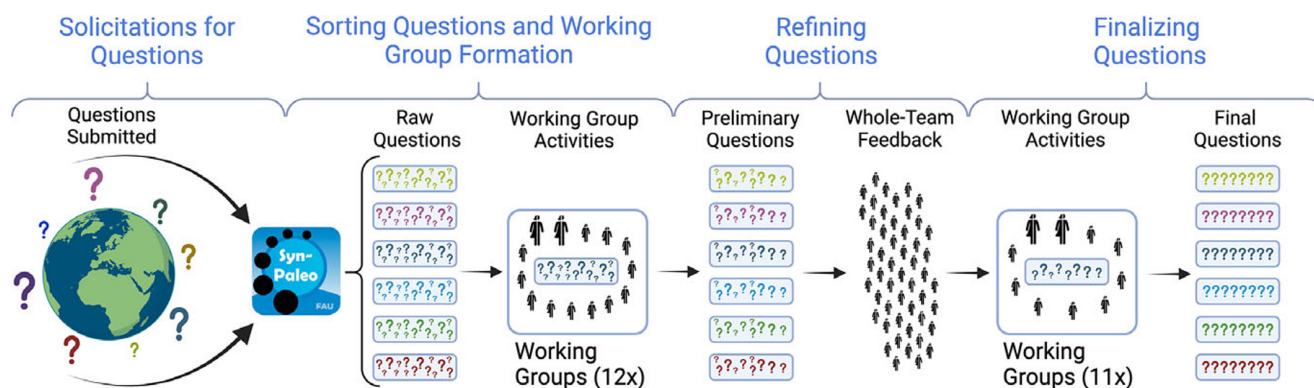 Solicitations for
Questions
Sorting Questions and Working
Group Formation
Refining
Questions
Finalizing
Questions
Questions
Submitted
Raw
Questions
Working Group
Activities
Preliminary
Questions
Whole-Team
Feedback
Working Group
Activities
Final
Questions
Syn-
Paleo
FAU
Working
Groups (12x)
Working
Groups (11x)